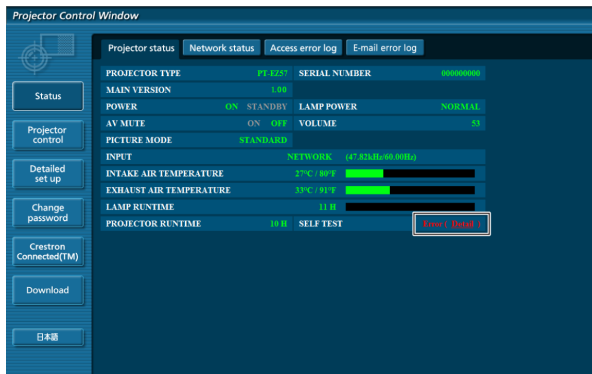 Projector Control Window
Projector status Network status Access error log E-mail error log
Status
Projector control
Detailed set up
Change password
Crestron Connected(TM)
Download
日本語
PROJECTOR TYPE PT-EZ57 SERIAL NUMBER 000000000
MAIN VERSION 1.00
POWER ON STANDBY LAMP POWER NORMAL
AV MUTE ON OFF VOLUME 53
PICTURE MODE STANDARD
INPUT NETWORK (47.82kHz/60.00Hz)
INTAKE AIR TEMPERATURE 27°C / 80°F
EXHAUST AIR TEMPERATURE 33°C / 91°F
LAMP RUNTIME 11 H
PROJECTOR RUNTIME 10 H SELF TEST Error ( Detail )